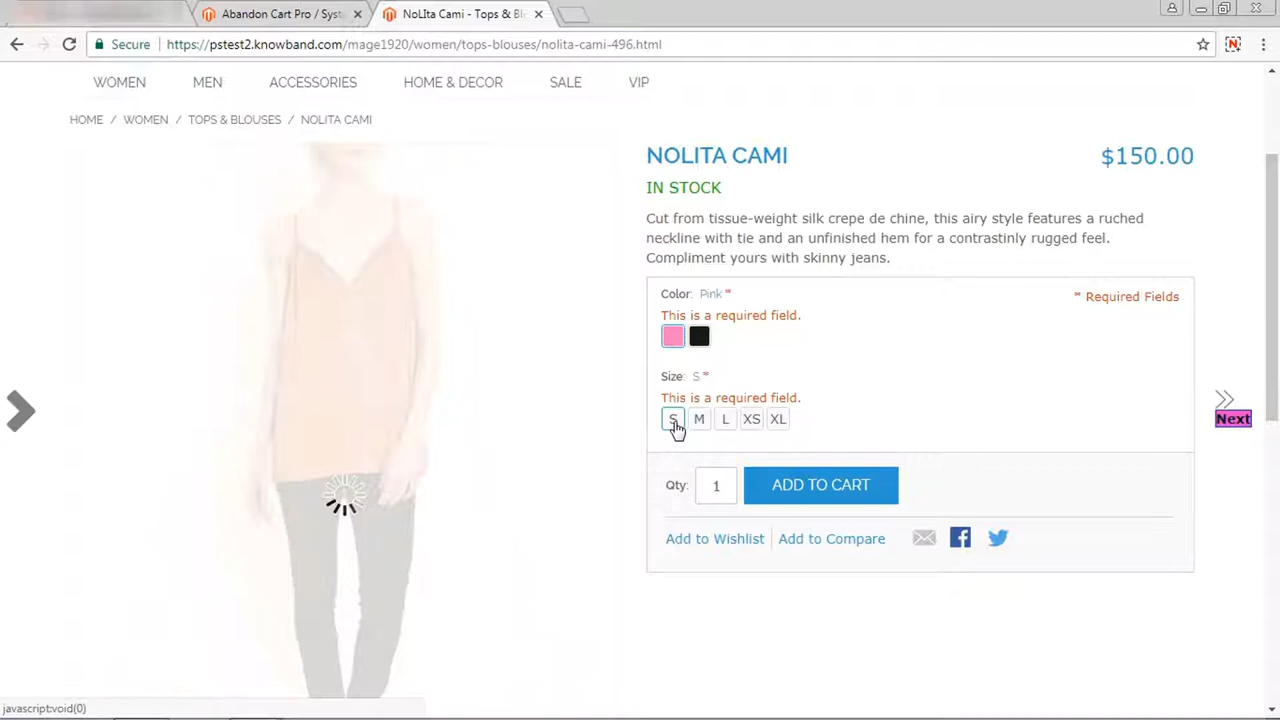 Abandon Cart Pro / Syst
NoLIta Cami - Tops & Bl
Secure
https://pstest2.knowband.com/mage1920/women/tops-blouses/nolita-cami-496.html
WOMEN MEN ACCESSORIES HOME & DECOR SALE VIP
HOME / WOMEN / TOPS & BLOUSES / NOLITA CAMI
NOLITA CAMI $150.00
IN STOCK
Cut from tissue-weight silk crepe de chine, this airy style features a ruched
neckline with tie and an unfinished hem for a contrastinly rugged feel.
Compliment yours with skinny jeans.
Color: Pink *
* Required Fields
This is a required field.
Size: S *
This is a required field.
S M L XS XL
Next
Qty: 1 ADD TO CART
Add to Wishlist Add to Compare
javascript:void(0)